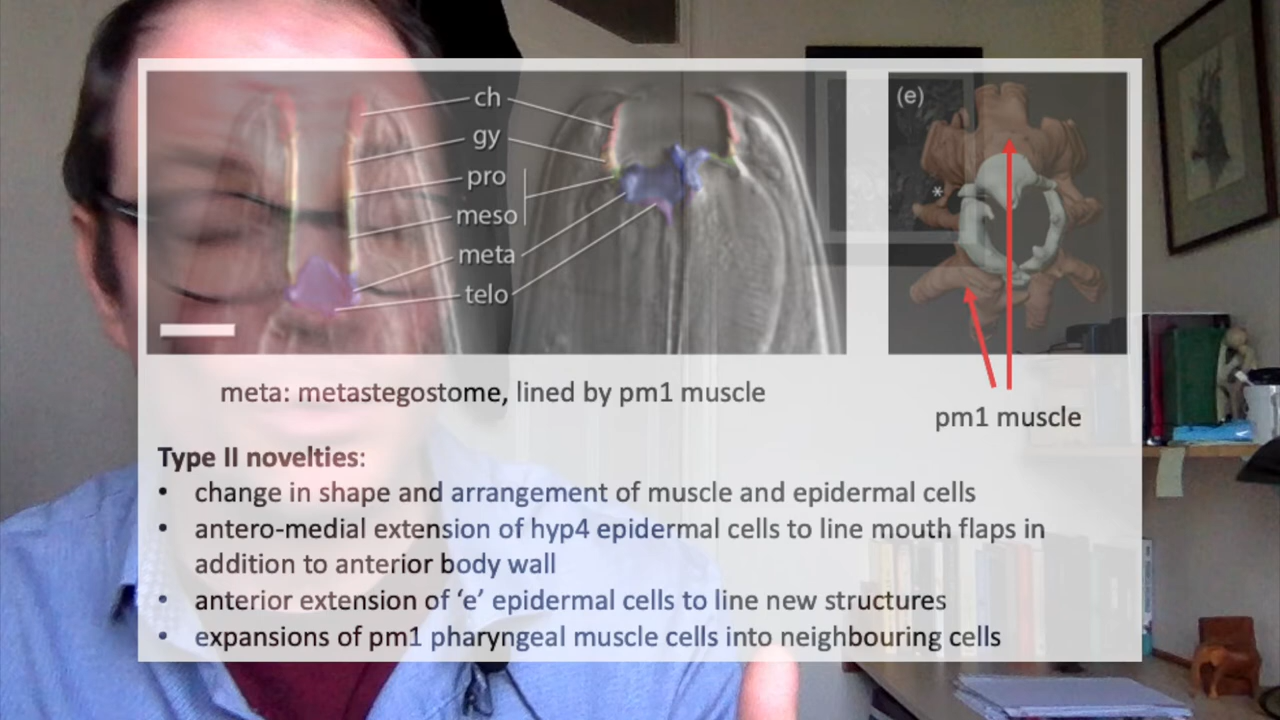 ch
gy
pro
meso
meta
telo
(e)
*
meta: metastegostome, lined by pm1 muscle
pm1 muscle
Type II novelties:
• change in shape and arrangement of muscle and epidermal cells
• antero-medial extension of hyp4 epidermal cells to line mouth flaps in
addition to anterior body wall
• anterior extension of ‘e’ epidermal cells to line new structures
• expansions of pm1 pharyngeal muscle cells into neighbouring cells